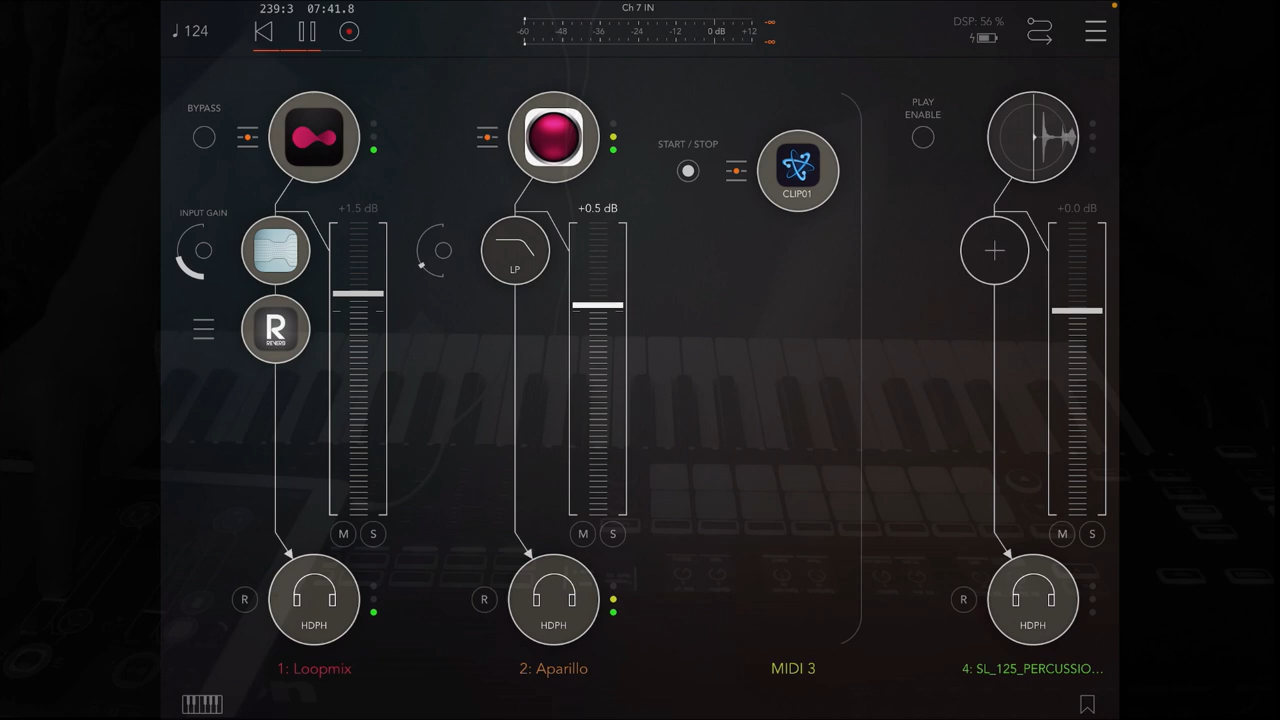 239:3 07:41.8
Ch 7 IN
124
-60 -48 -36 -24 -12 0 dB +12
-∞
-∞
DSP: 56 %
BYPASS
PLAY
ENABLE
START / STOP
CLIP01
INPUT GAIN
+1.5 dB
+0.5 dB
+0.0 dB
LP
R
REVERB
M S
M S
M S
R
HDPH
R
HDPH
R
HDPH
1: Loopmix
2: Aparillo
MIDI 3
4: SL_125_PERCUSSIO...